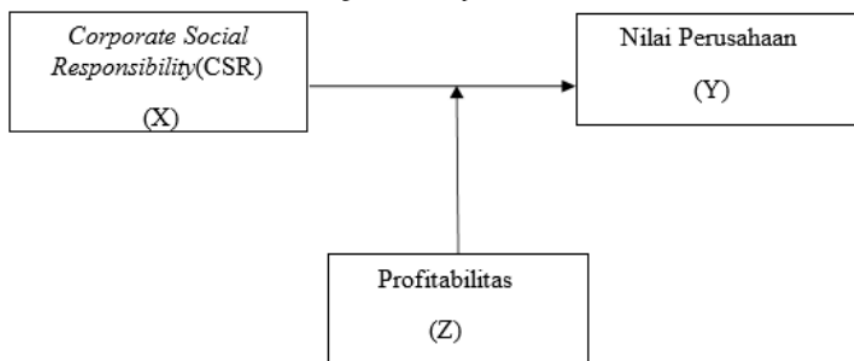 Corporate Social
Responsibility(CSR)
(X)
Nilai Perusahaan
(Y)
Profitabilitas
(Z)